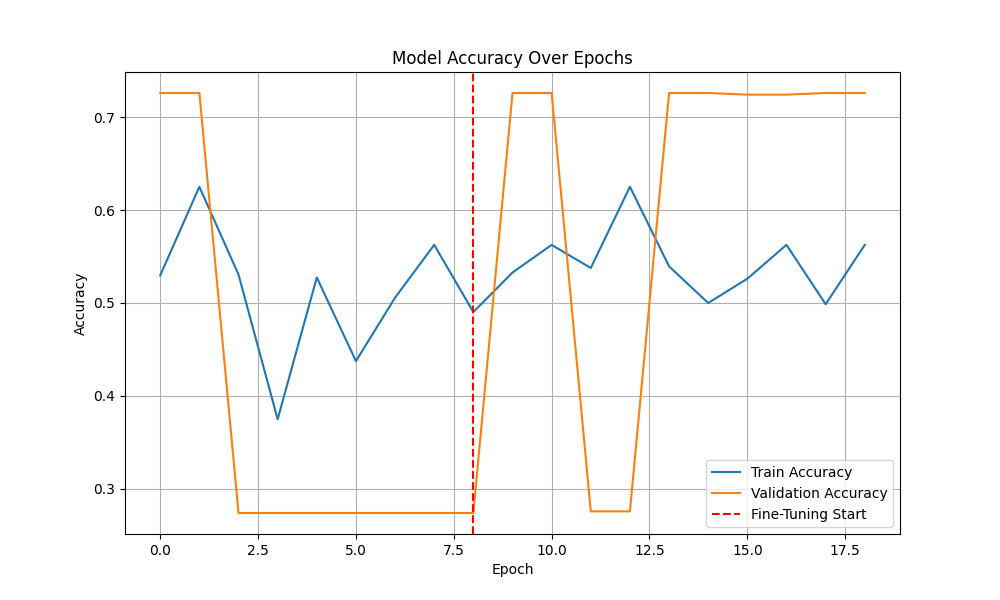 Model Accuracy Over Epochs
Accuracy
0.7
0.6
0.5
0.4
0.3
Train Accuracy
Validation Accuracy
Fine-Tuning Start
0.0 2.5 5.0 7.5 10.0 12.5 15.0 17.5
Epoch